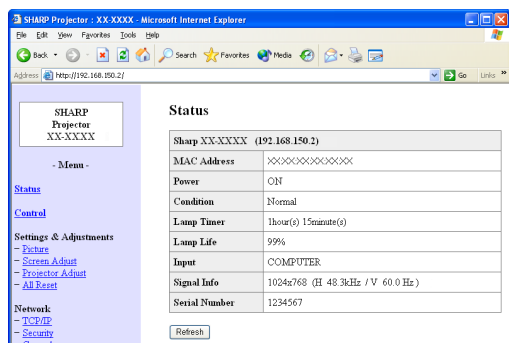 SHARP Projector : XX-XXXX - Microsoft Internet Explorer
File Edit View Favorites Tools Help
Back Search Favorites Media
Address http://192.168.150.2/ Go Links »
SHARP
Projector
XX-XXXX
- Menu -
Status
Control
Settings & Adjustments
- Picture
- Screen Adjust
- Projector Adjust
- All Reset
Network
- TCP/IP
- Security
Status
Sharp XX-XXXX (192.168.150.2)
MAC Address XXXXXXXXXXXX
Power ON
Condition Normal
Lamp Timer 1hour(s) 15minute(s)
Lamp Life 99%
Input COMPUTER
Signal Info 1024x768 (H 48.3kHz / V 60.0 Hz )
Serial Number 1234567
Refresh